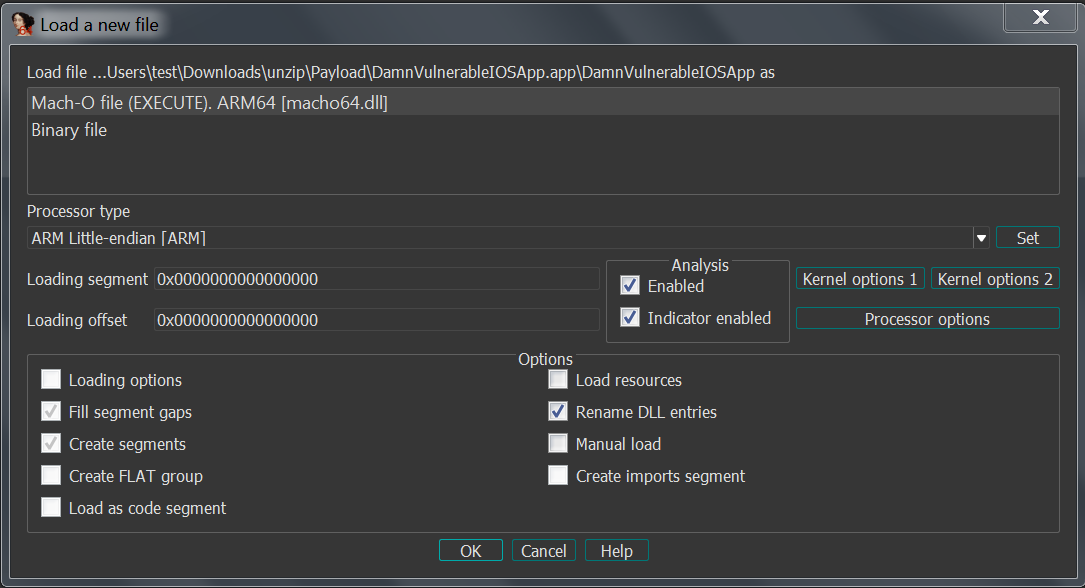 Load a new file
Load file ...Users\test\Downloads\unzip\Payload\DamnVulnerableIOSApp.app\DamnVulnerableIOSApp as
Mach-O file (EXECUTE). ARM64 [macho64.dll]
Binary file
Processor type
ARM Little-endian [ARM]
Set
Loading segment 0x0000000000000000
Loading offset 0x0000000000000000
Analysis
Enabled
Indicator enabled
Kernel options 1 Kernel options 2
Processor options
Options
Loading options
Fill segment gaps
Create segments
Create FLAT group
Load as code segment
Load resources
Rename DLL entries
Manual load
Create imports segment
OK Cancel Help